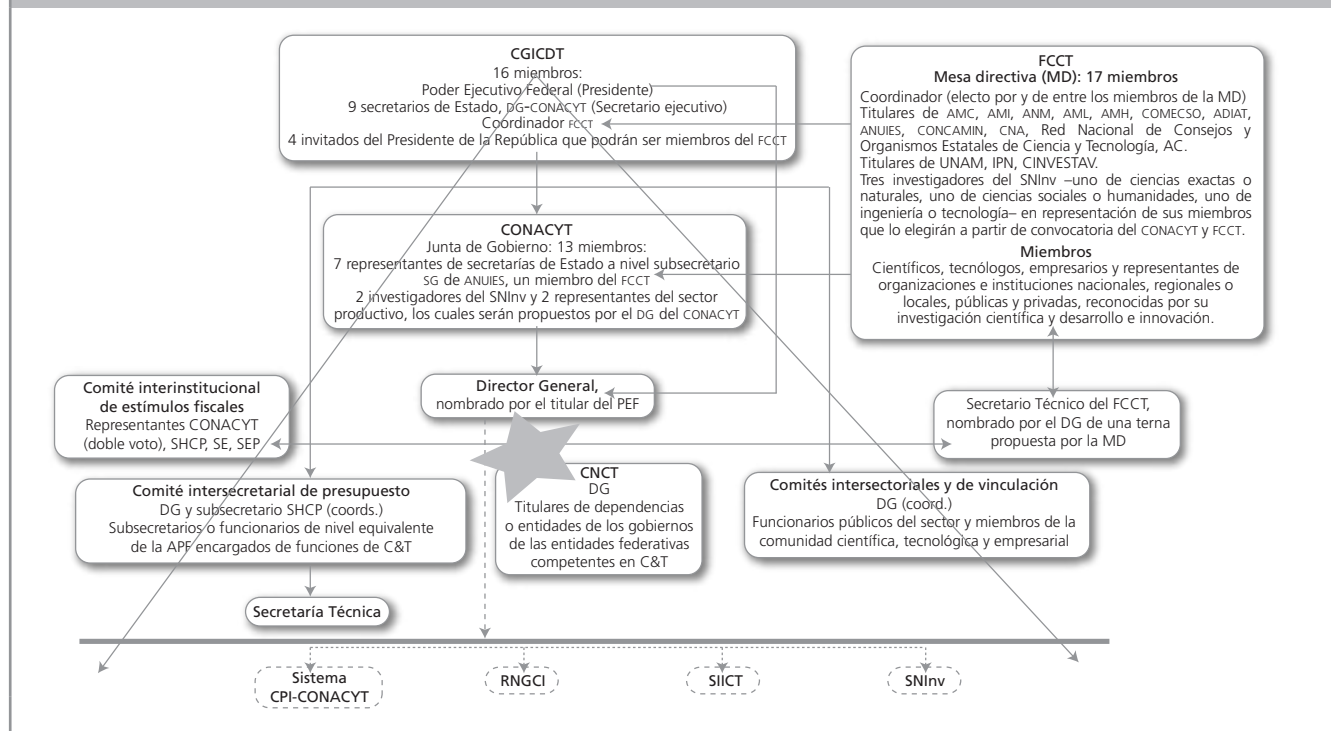 CGICDT
16 miembros:
Poder Ejecutivo Federal (Presidente)
9 secretarios de Estado, DG-CONACYT (Secretario ejecutivo)
Coordinador FCCT
4 invitados del Presidente de la República que podrán ser miembros del FCCT
FCCT
Mesa directiva (MD): 17 miembros
Coordinador (electo por y de entre los miembros de la MD)
Titulares de AMC, AMI, ANM, AML, AMH, COMECSO, ADIAT,
ANUIES, CONCAMIN, CNA, Red Nacional de Consejos y
Organismos Estatales de Ciencia y Tecnología, AC.
Titulares de UNAM, IPN, CINVESTAV.
Tres investigadores del SNInv –uno de ciencias exactas o
naturales, uno de ciencias sociales o humanidades, uno de
ingeniería o tecnología– en representación de sus miembros
que lo elegirán a partir de convocatoria del CONACYT y FCCT.
Miembros
Científicos, tecnólogos, empresarios y representantes de
organizaciones e instituciones nacionales, regionales o
locales, públicas y privadas, reconocidas por su
investigación científica y desarrollo e innovación.
CONACYT
Junta de Gobierno: 13 miembros:
7 representantes de secretarías de Estado a nivel subsecretario
SG de ANUIES, un miembro del FCCT
2 investigadores del SNInv y 2 representantes del sector
productivo, los cuales serán propuestos por el DG del CONACYT
Comité interinstitucional
de estímulos fiscales
Representantes CONACYT
(doble voto), SHCP, SE, SEP
Director General,
nombrado por el titular del PEF
Secretario Técnico del FCCT,
nombrado por el DG de una terna
propuesta por la MD
Comité intersecretarial de presupuesto
DG y subsecretario SHCP (coords.)
Subsecretarios o funcionarios de nivel equivalente
de la APF encargados de funciones de C&T
CNCT
DG
Titulares de dependencias
o entidades de los gobiernos
de las entidades federativas
competentes en C&T
Comités intersectoriales y de vinculación
DG (coord.)
Funcionarios públicos del sector y miembros de la
comunidad científica, tecnológica y empresarial
Secretaría Técnica
Sistema
CPI-CONACYT
RNGCI
SIICT
SNInv